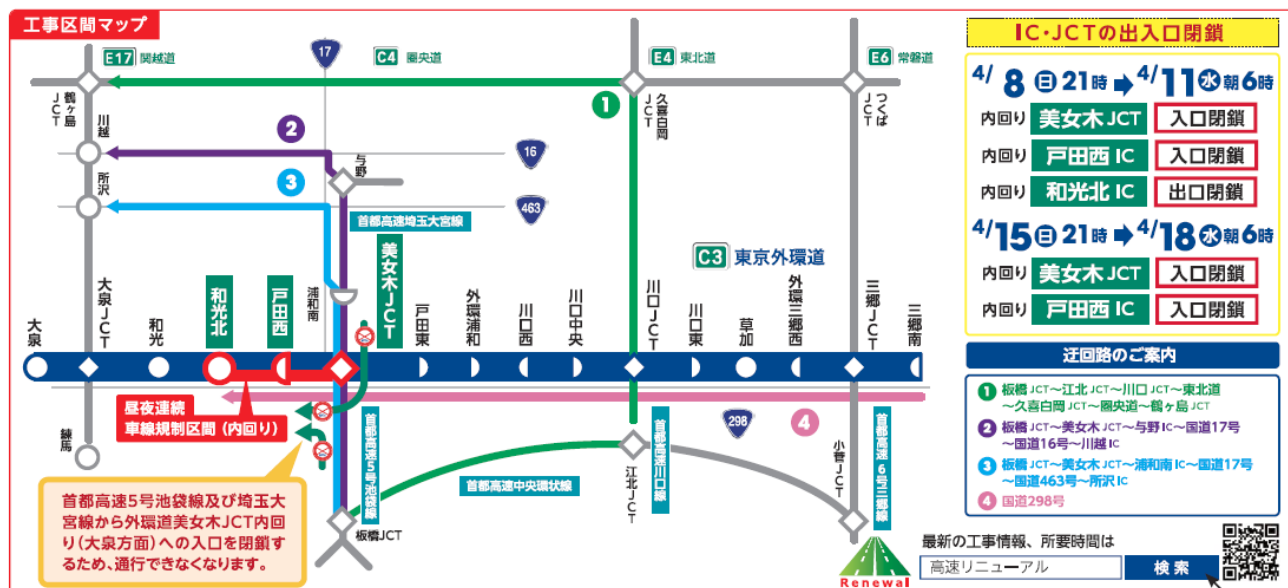 工事区間マップ
E17 関越道
17
C4 圏央道
E4 東北道
E6 常磐道
鶴ヶ島JCT
1
久喜白岡JCT
つくばJCT
川越
2
与野
16
所沢
3
463
首都高速埼玉大宮線
美女木JCT
C3 東京外環道
大泉
大泉JCT
和光
和光北
戸田西
浦和南
戸田東
外環浦和
川口西
川口中央
川口JCT
川口東
草加
外環三郷西
三郷JCT
三郷南
昼夜連続
車線規制区間(内回り)
298
4
練馬
首都高速5号池袋線
首都高速川口線
首都高速6号三郷線
小菅JCT
首都高速中央環状線
江北JCT
板橋JCT
首都高速5号池袋線及び埼玉大
宮線から外環道美女木JCT内回
り(大泉方面)への入口を閉鎖す
るため、通行できなくなります。
IC・JCTの出入口閉鎖
4/8 日 21時 4/11 水 朝6時
内回り 美女木JCT 入口閉鎖
内回り 戸田西IC 入口閉鎖
内回り 和光北IC 出口閉鎖
4/15 日 21時 4/18 水 朝6時
内回り 美女木JCT 入口閉鎖
内回り 戸田西IC 入口閉鎖
迂回路のご案内
1 板橋JCT〜江北JCT〜川口JCT〜東北道
〜久喜白岡JCT〜圏央道〜鶴ヶ島JCT
2 板橋JCT〜美女木JCT〜与野IC〜国道17号
〜国道16号〜川越IC
3 板橋JCT〜美女木JCT〜浦和南IC〜国道17号
〜国道463号〜所沢IC
4 国道298号
最新の工事情報、所要時間は
高速リニューアル 検索
Renewal